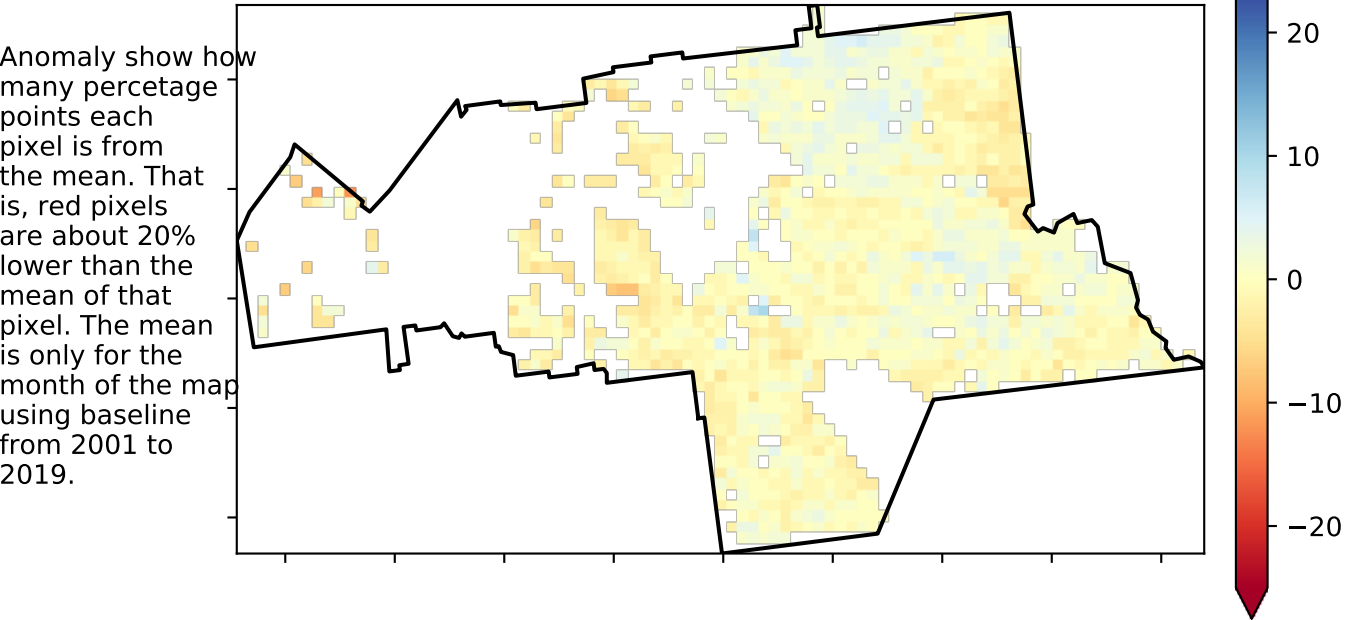 Anomaly show how
many percetage
points each
pixel is from
the mean. That
is, red pixels
are about 20%
lower than the
mean of that
pixel. The mean
is only for the
month of the map
using baseline
from 2001 to
2019.
20
10
0
−10
−20